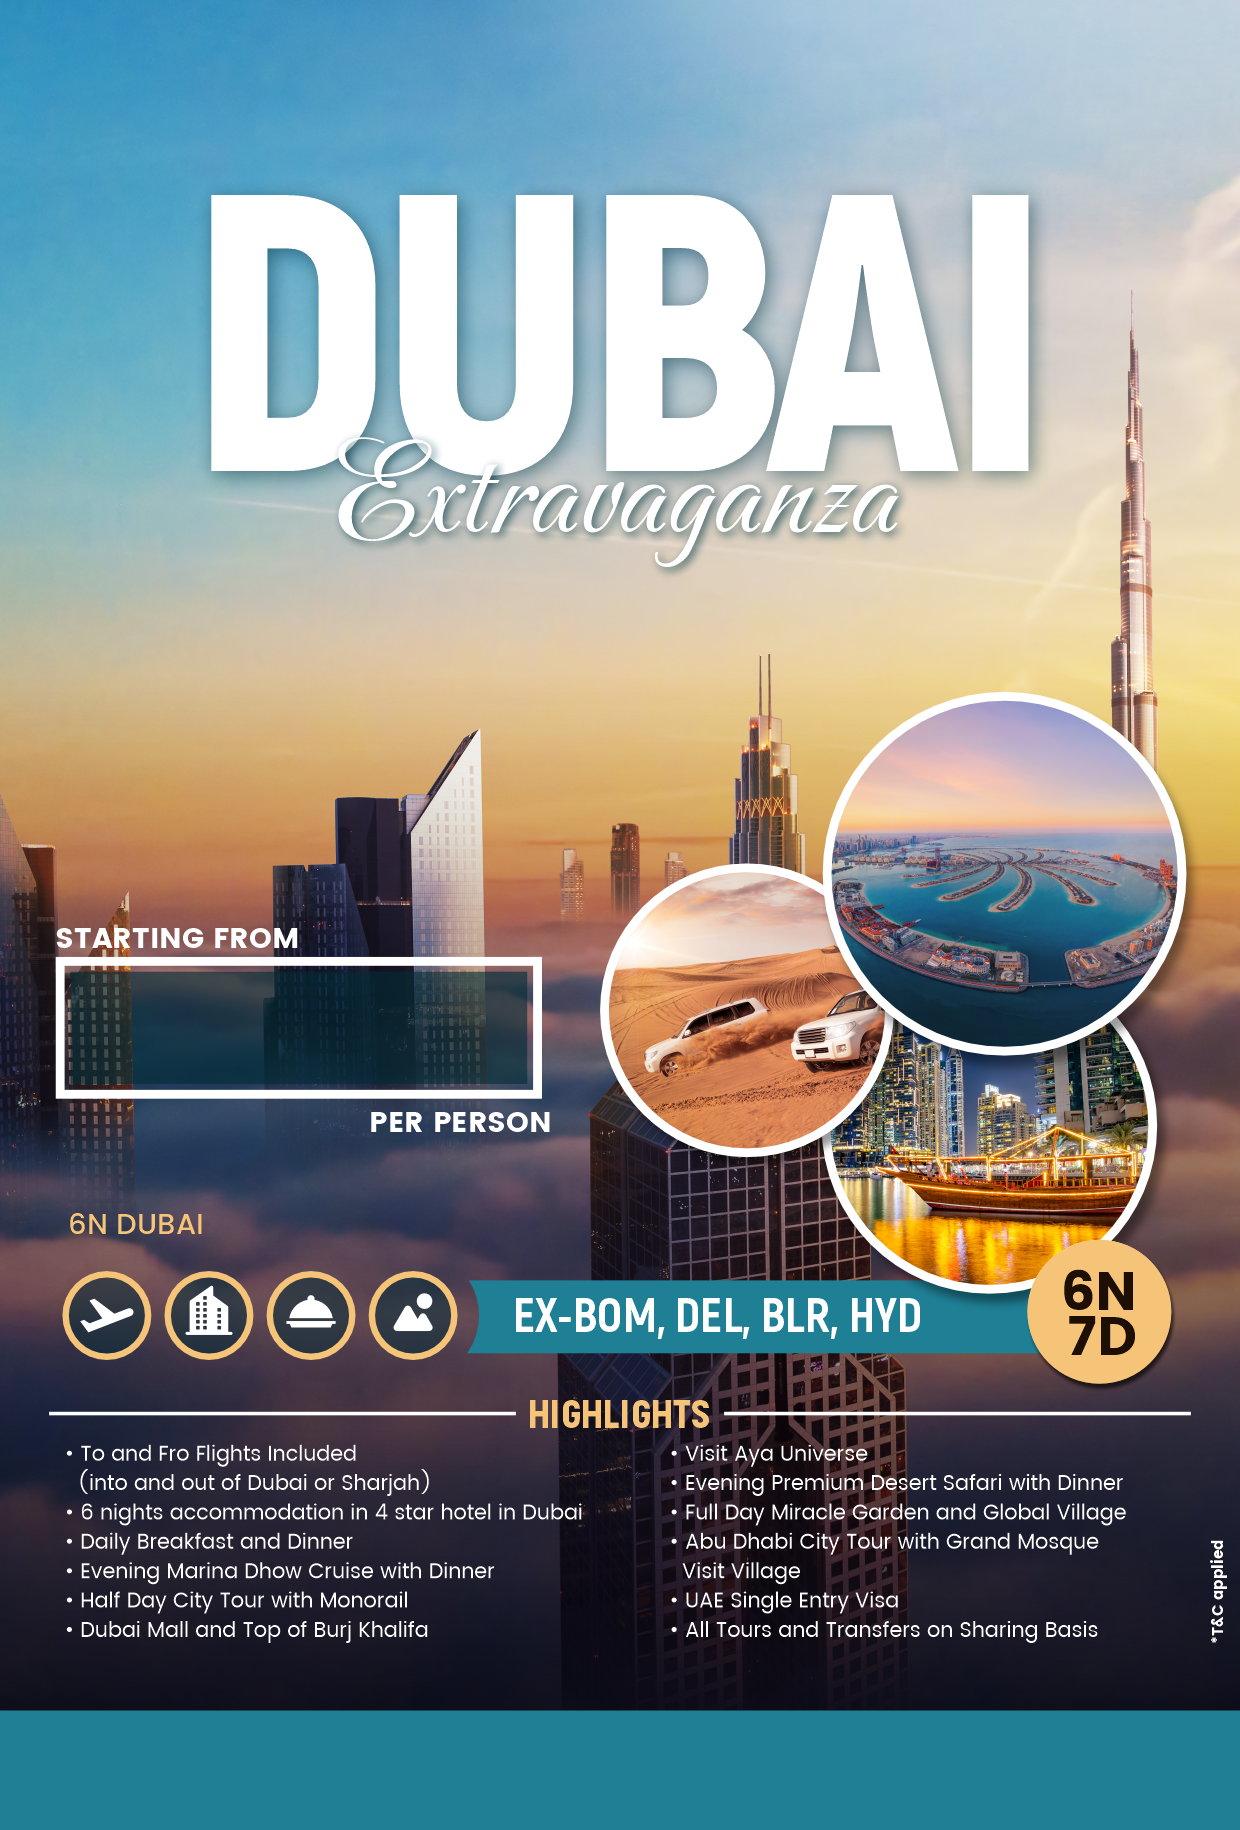 DUBAI
Extravaganza
STARTING FROM
PER PERSON
6N DUBAI
EX-BOM, DEL, BLR, HYD
6N
7D
HIGHLIGHTS
• To and Fro Flights Included
(into and out of Dubai or Sharjah)
• 6 nights accommodation in 4 star hotel in Dubai
• Daily Breakfast and Dinner
• Evening Marina Dhow Cruise with Dinner
• Half Day City Tour with Monorail
• Dubai Mall and Top of Burj Khalifa
• Visit Aya Universe
• Evening Premium Desert Safari with Dinner
• Full Day Miracle Garden and Global Village
• Abu Dhabi City Tour with Grand Mosque
Visit Village
• UAE Single Entry Visa
• All Tours and Transfers on Sharing Basis
*T&C applied